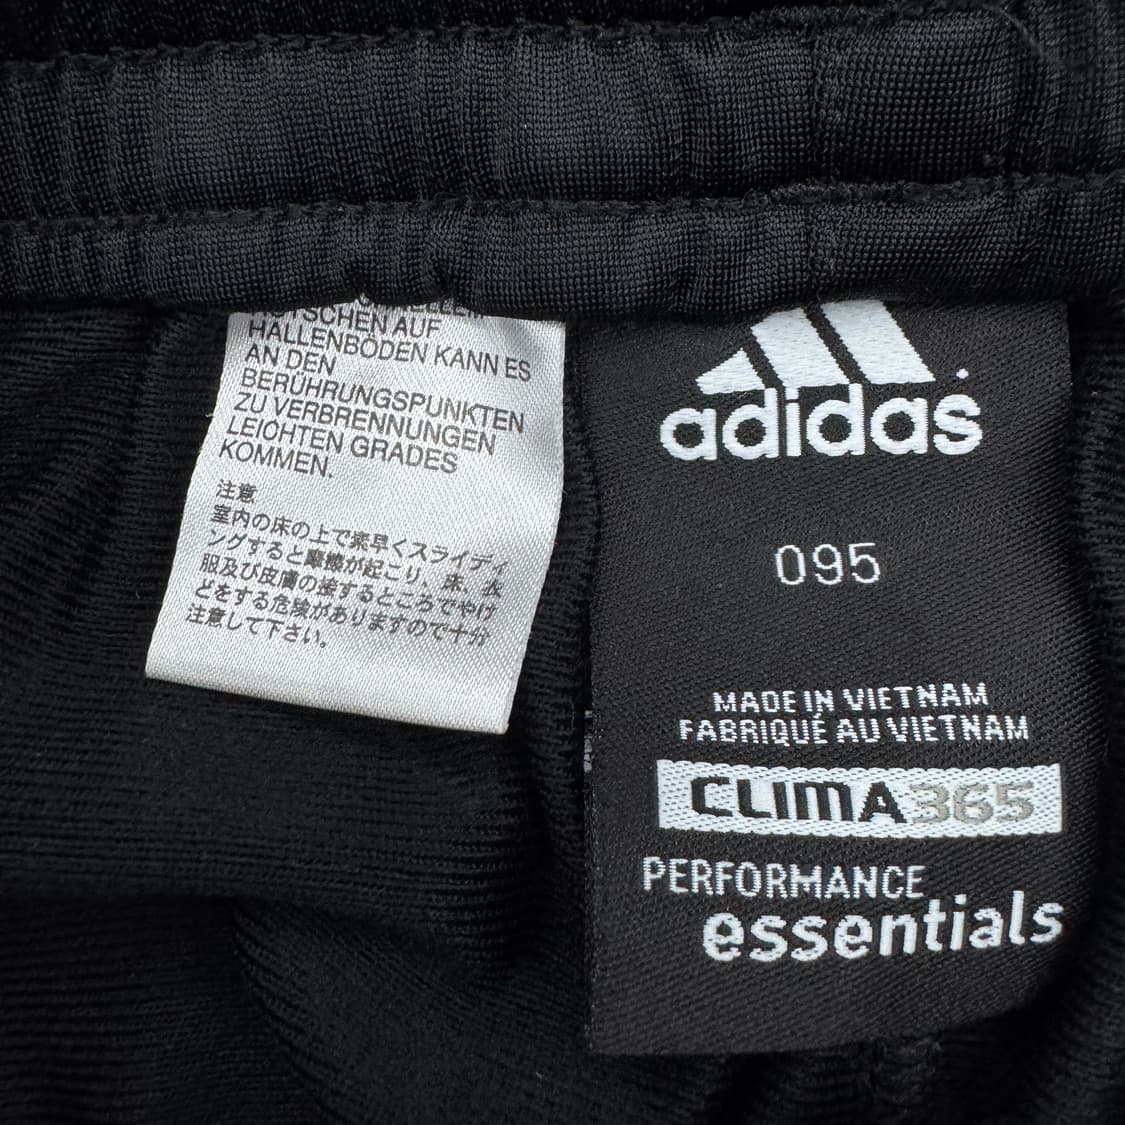 RUTSCHEN AUF
HALLENBÖDEN KANN ES
AN DEN
BERÜHRUNGSPUNKTEN
ZU VERBRENNUNGEN
LEICHTEN GRADES
KOMMEN.
注意
室内の床の上で素早くスライディ
ングすると摩擦が起こり、床、衣
服及び皮膚の接するところでやけ
どをする危険がありますので十分
注意して下さい。
adidas
095
MADE IN VIETNAM
FABRIQUÉ AU VIETNAM
CLIMA365
PERFORMANCE
essentials